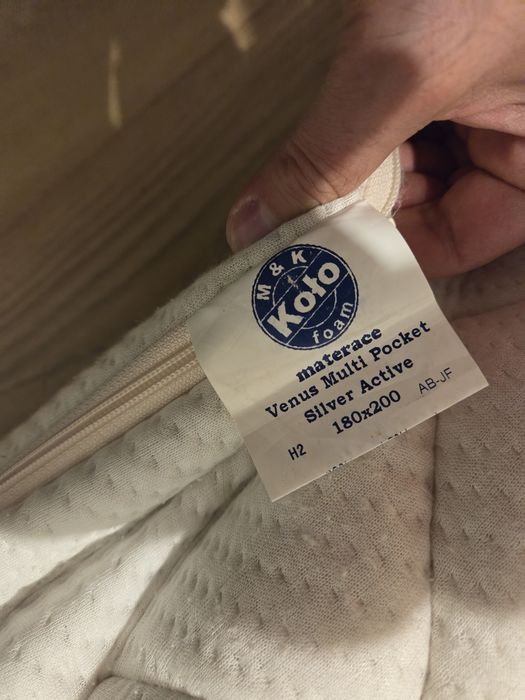 M & K
Koło
foam
materace
Venus Multi Pocket
Silver Active
180x200 AB-JF
H2